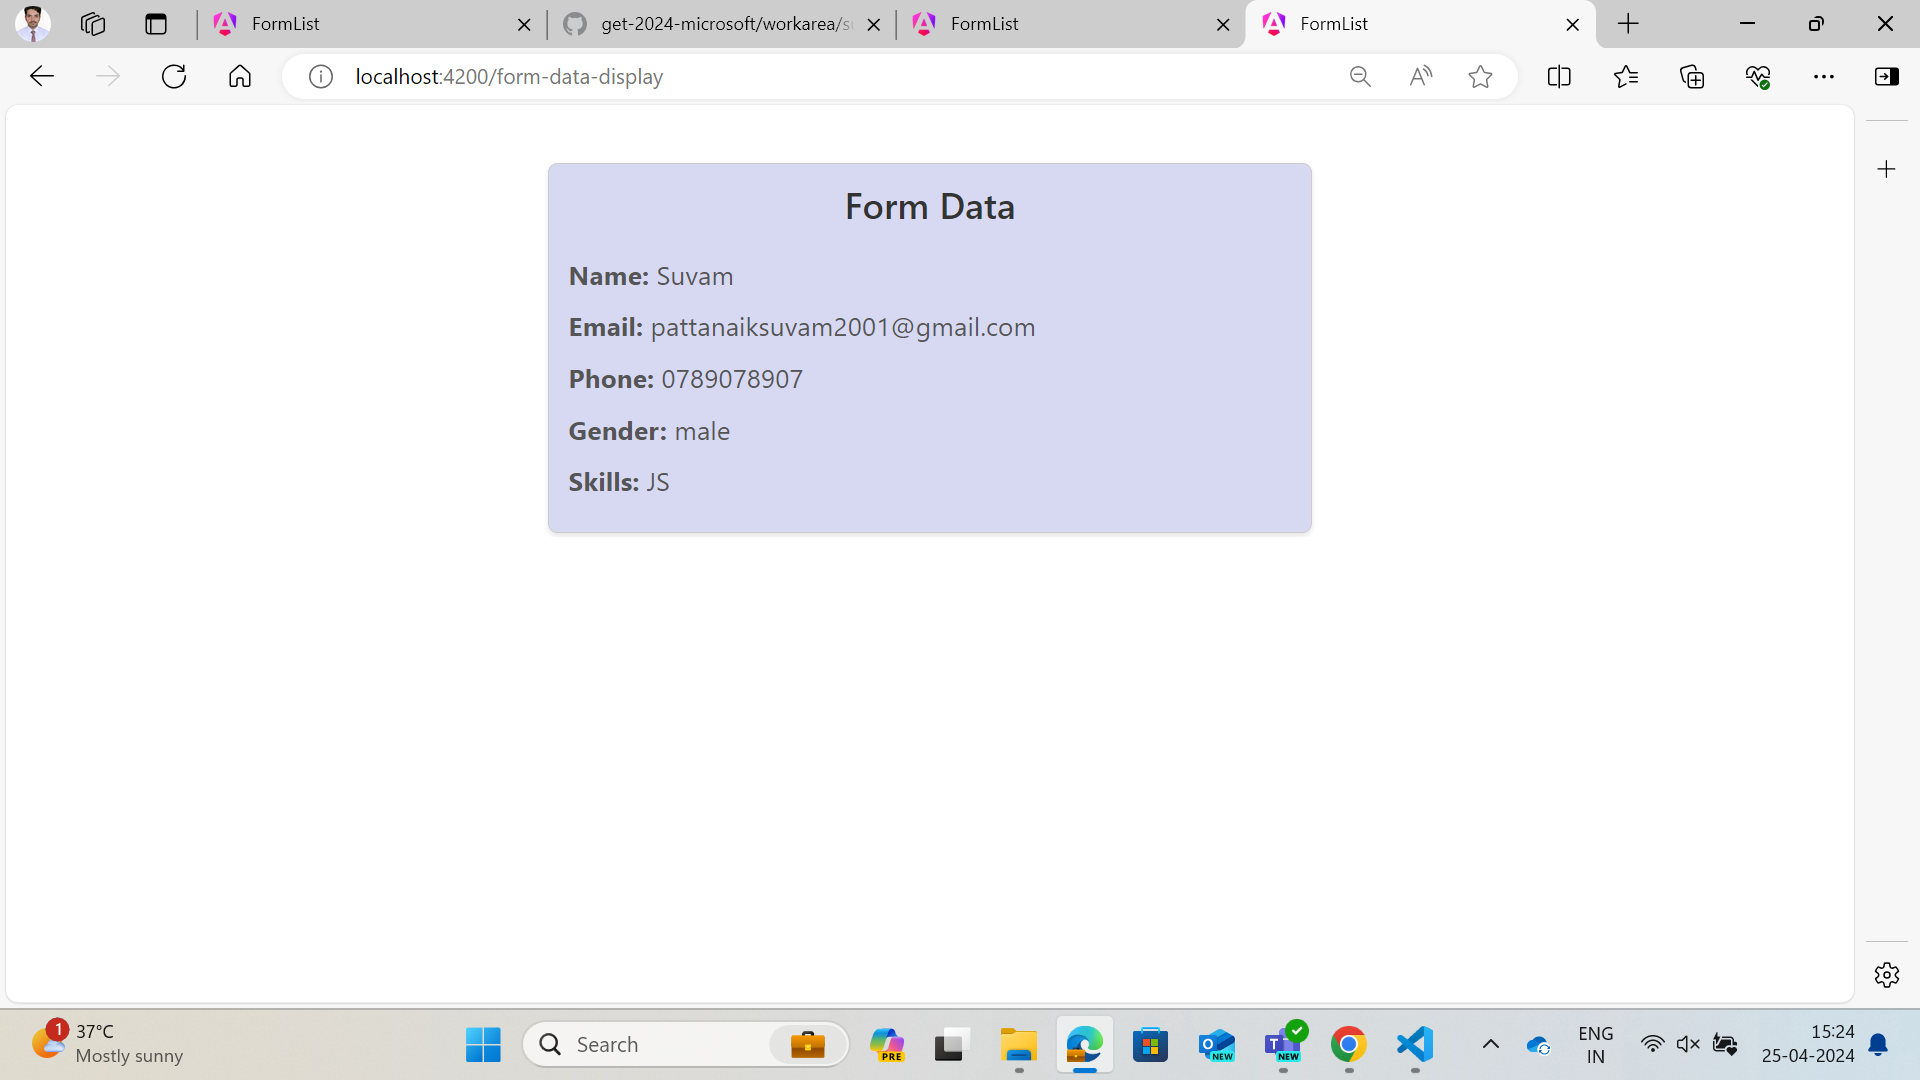 FormList
get-2024-microsoft/workarea/s
FormList
FormList
localhost:4200/form-data-display
Form Data
Name: Suvam
Email: pattanaiksuvam2001@gmail.com
Phone: 0789078907
Gender: male
Skills: JS
1
37°C
Mostly sunny
Search
PRE
NEW
NEW
ENG
IN
15:24
25-04-2024